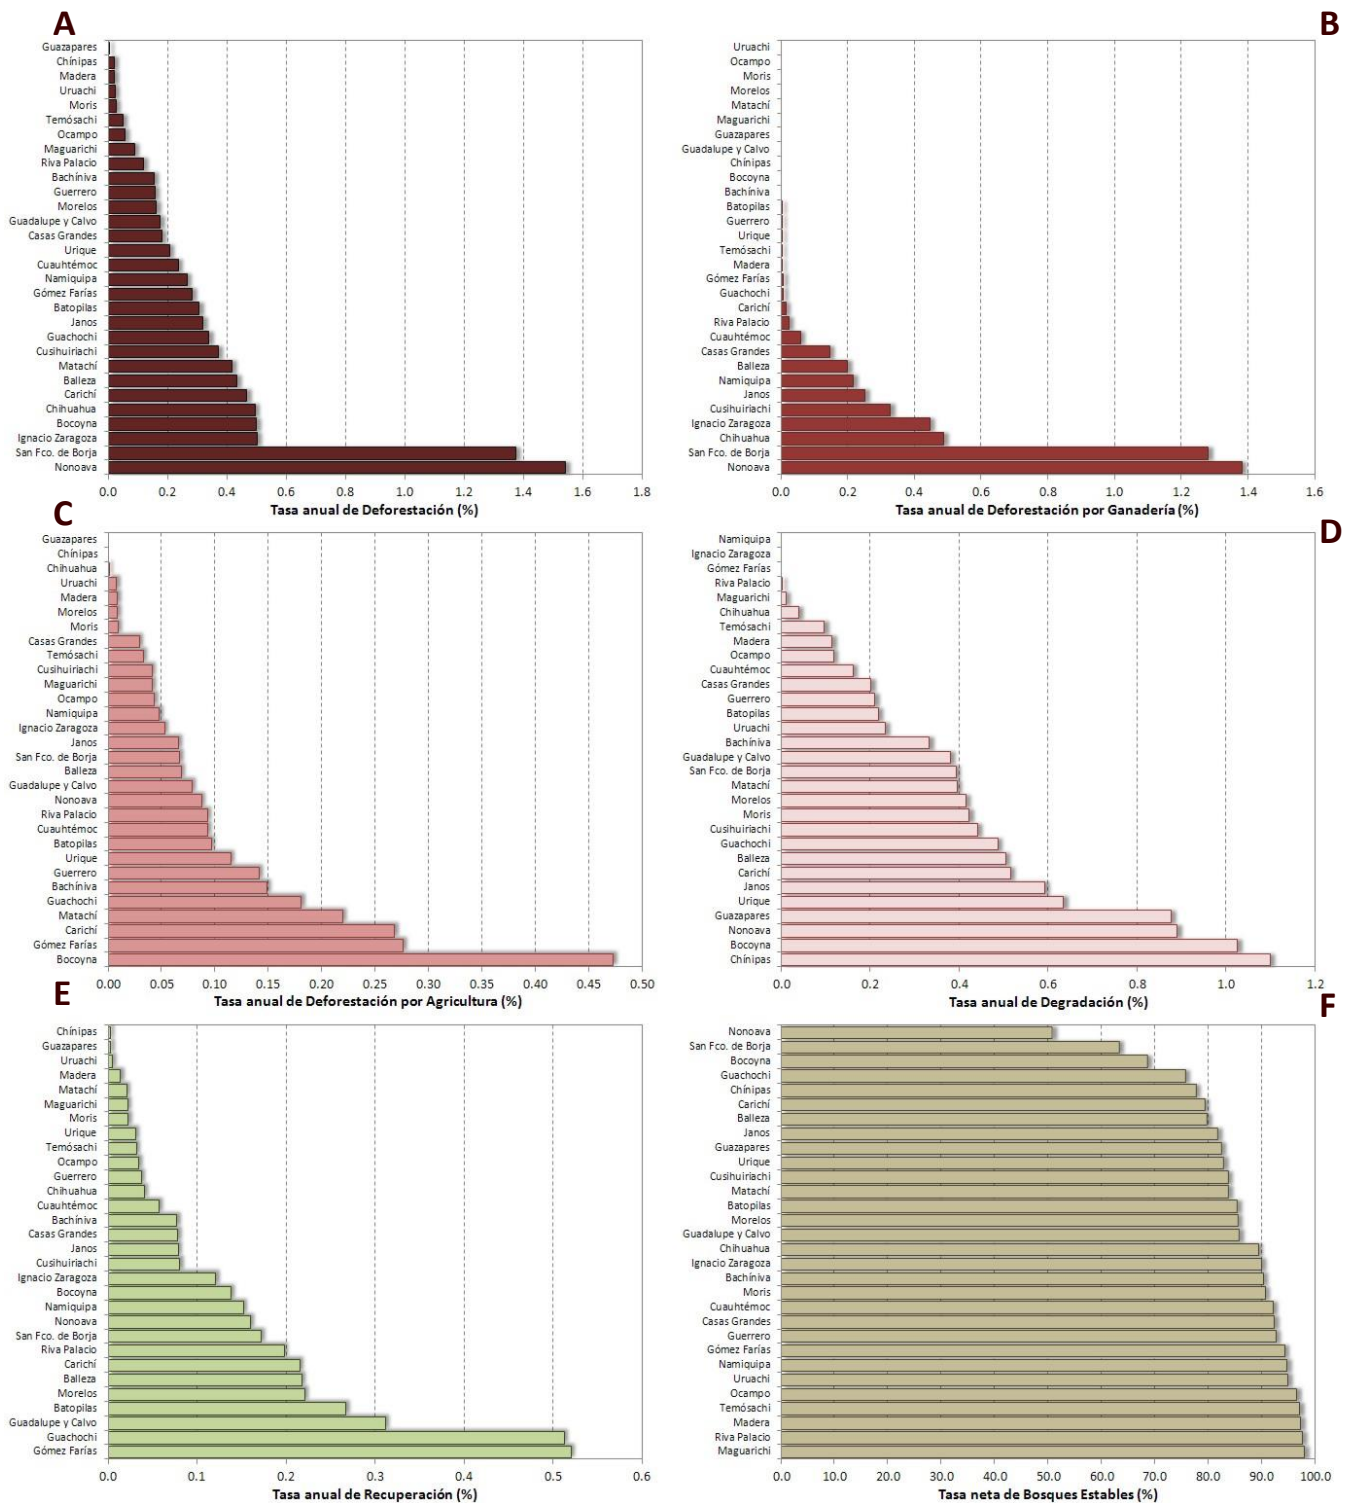 A
Guazapares
Chínipas
Madera
Uruachi
Moris
Temósachi
Ocampo
Maguarichi
Riva Palacio
Bachíniva
Guerrero
Morelos
Guadalupe y Calvo
Casas Grandes
Urique
Cuauhtémoc
Namiquipa
Gómez Farías
Batopilas
Janos
Guachochi
Cusihuiriachi
Matachí
Balleza
Carichí
Chihuahua
Bocoyna
Ignacio Zaragoza
San Fco. de Borja
Nonoava
0.0 0.2 0.4 0.6 0.8 1.0 1.2 1.4 1.6 1.8
Tasa anual de Deforestación (%)
B
Uruachi
Ocampo
Moris
Morelos
Matachí
Maguarichi
Guazapares
Guadalupe y Calvo
Chínipas
Bocoyna
Bachíniva
Batopilas
Guerrero
Urique
Temósachi
Madera
Gómez Farías
Guachochi
Carichí
Riva Palacio
Cuauhtémoc
Casas Grandes
Balleza
Namiquipa
Janos
Cusihuiriachi
Ignacio Zaragoza
Chihuahua
San Fco. de Borja
Nonoava
0.0 0.2 0.4 0.6 0.8 1.0 1.2 1.4 1.6
Tasa anual de Deforestación por Ganadería (%)
C
Guazapares
Chínipas
Chihuahua
Uruachi
Madera
Morelos
Moris
Casas Grandes
Temósachi
Cusihuiriachi
Maguarichi
Ocampo
Namiquipa
Ignacio Zaragoza
Janos
San Fco. de Borja
Balleza
Guadalupe y Calvo
Nonoava
Riva Palacio
Cuauhtémoc
Batopilas
Urique
Guerrero
Bachíniva
Guachochi
Matachí
Carichí
Gómez Farías
Bocoyna
0.00 0.05 0.10 0.15 0.20 0.25 0.30 0.35 0.40 0.45 0.50
Tasa anual de Deforestación por Agricultura (%)
D
Namiquipa
Ignacio Zaragoza
Gómez Farías
Riva Palacio
Maguarichi
Chihuahua
Temósachi
Madera
Ocampo
Cuauhtémoc
Casas Grandes
Guerrero
Batopilas
Uruachi
Bachíniva
Guadalupe y Calvo
San Fco. de Borja
Matachí
Morelos
Moris
Cusihuiriachi
Guachochi
Balleza
Carichí
Janos
Urique
Guazapares
Nonoava
Bocoyna
Chínipas
0.0 0.2 0.4 0.6 0.8 1.0 1.2
Tasa anual de Degradación (%)
E
Chínipas
Guazapares
Uruachi
Madera
Matachí
Maguarichi
Moris
Urique
Temósachi
Ocampo
Guerrero
Chihuahua
Cuauhtémoc
Bachíniva
Casas Grandes
Janos
Cusihuiriachi
Ignacio Zaragoza
Bocoyna
Namiquipa
Nonoava
San Fco. de Borja
Riva Palacio
Carichí
Balleza
Morelos
Batopilas
Guadalupe y Calvo
Guachochi
Gómez Farías
0.0 0.1 0.2 0.3 0.4 0.5 0.6
Tasa anual de Recuperación (%)
F
Nonoava
San Fco. de Borja
Bocoyna
Guachochi
Chínipas
Carichí
Balleza
Janos
Guazapares
Urique
Cusihuiriachi
Matachí
Batopilas
Morelos
Guadalupe y Calvo
Chihuahua
Ignacio Zaragoza
Bachíniva
Moris
Cuauhtémoc
Casas Grandes
Guerrero
Gómez Farías
Namiquipa
Uruachi
Ocampo
Temósachi
Madera
Riva Palacio
Maguarichi
0.0 10.0 20.0 30.0 40.0 50.0 60.0 70.0 80.0 90.0 100.0
Tasa neta de Bosques Estables (%)